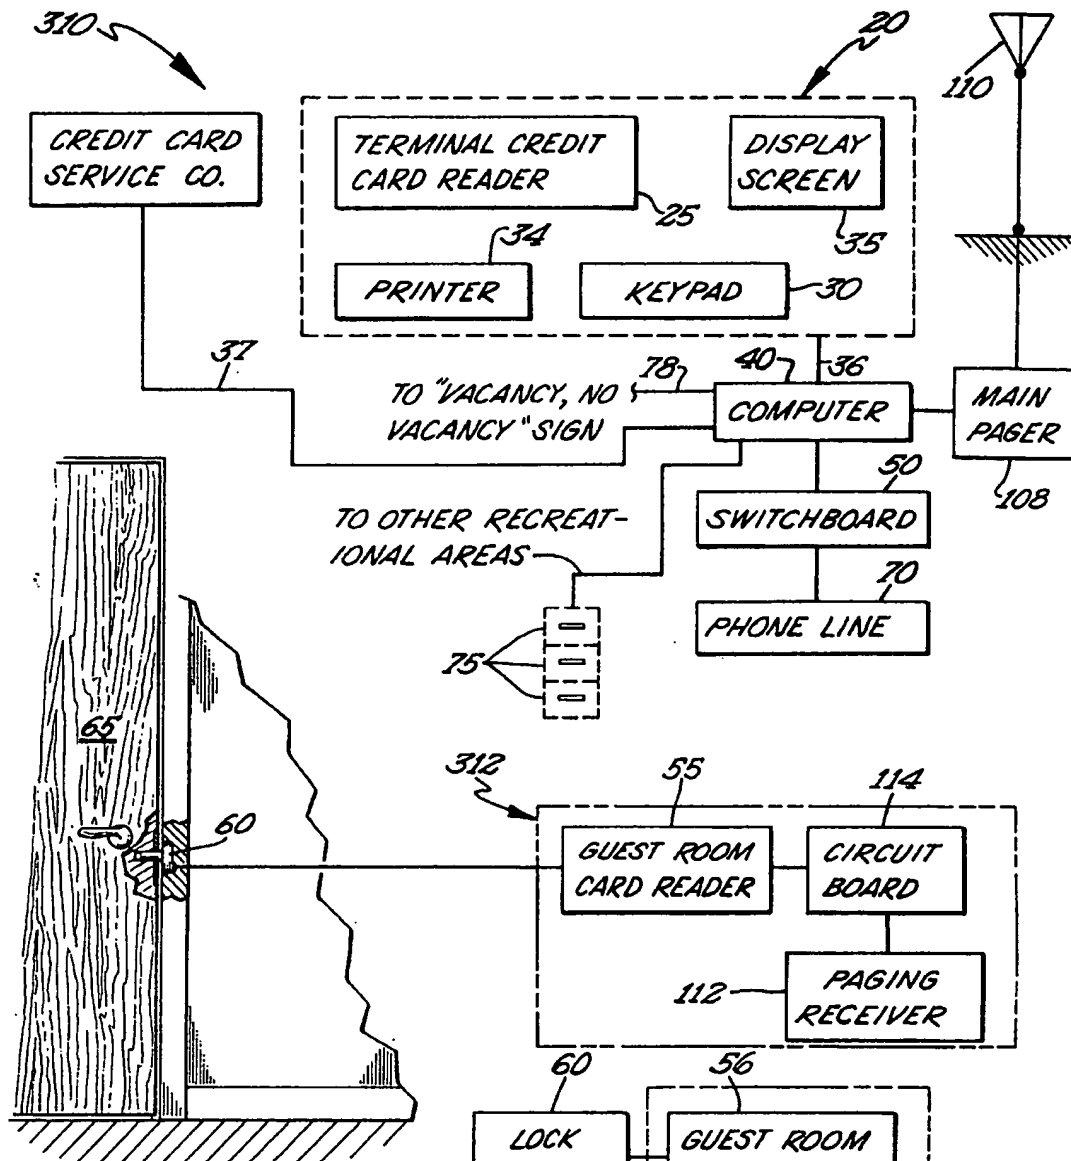 310
20
110
CREDIT CARD
SERVICE CO.
TERMINAL CREDIT
CARD READER
25
DISPLAY
SCREEN
35
34
PRINTER
KEYPAD
30
37
78
40
36
TO "VACANCY, NO
VACANCY" SIGN
COMPUTER
MAIN
PAGER
108
50
SWITCHBOARD
TO OTHER RECREAT-
IONAL AREAS
70
PHONE LINE
75
65
60
312
55
114
GUEST ROOM
CARD READER
CIRCUIT
BOARD
112
PAGING
RECEIVER
60
56
LOCK
GUEST ROOM